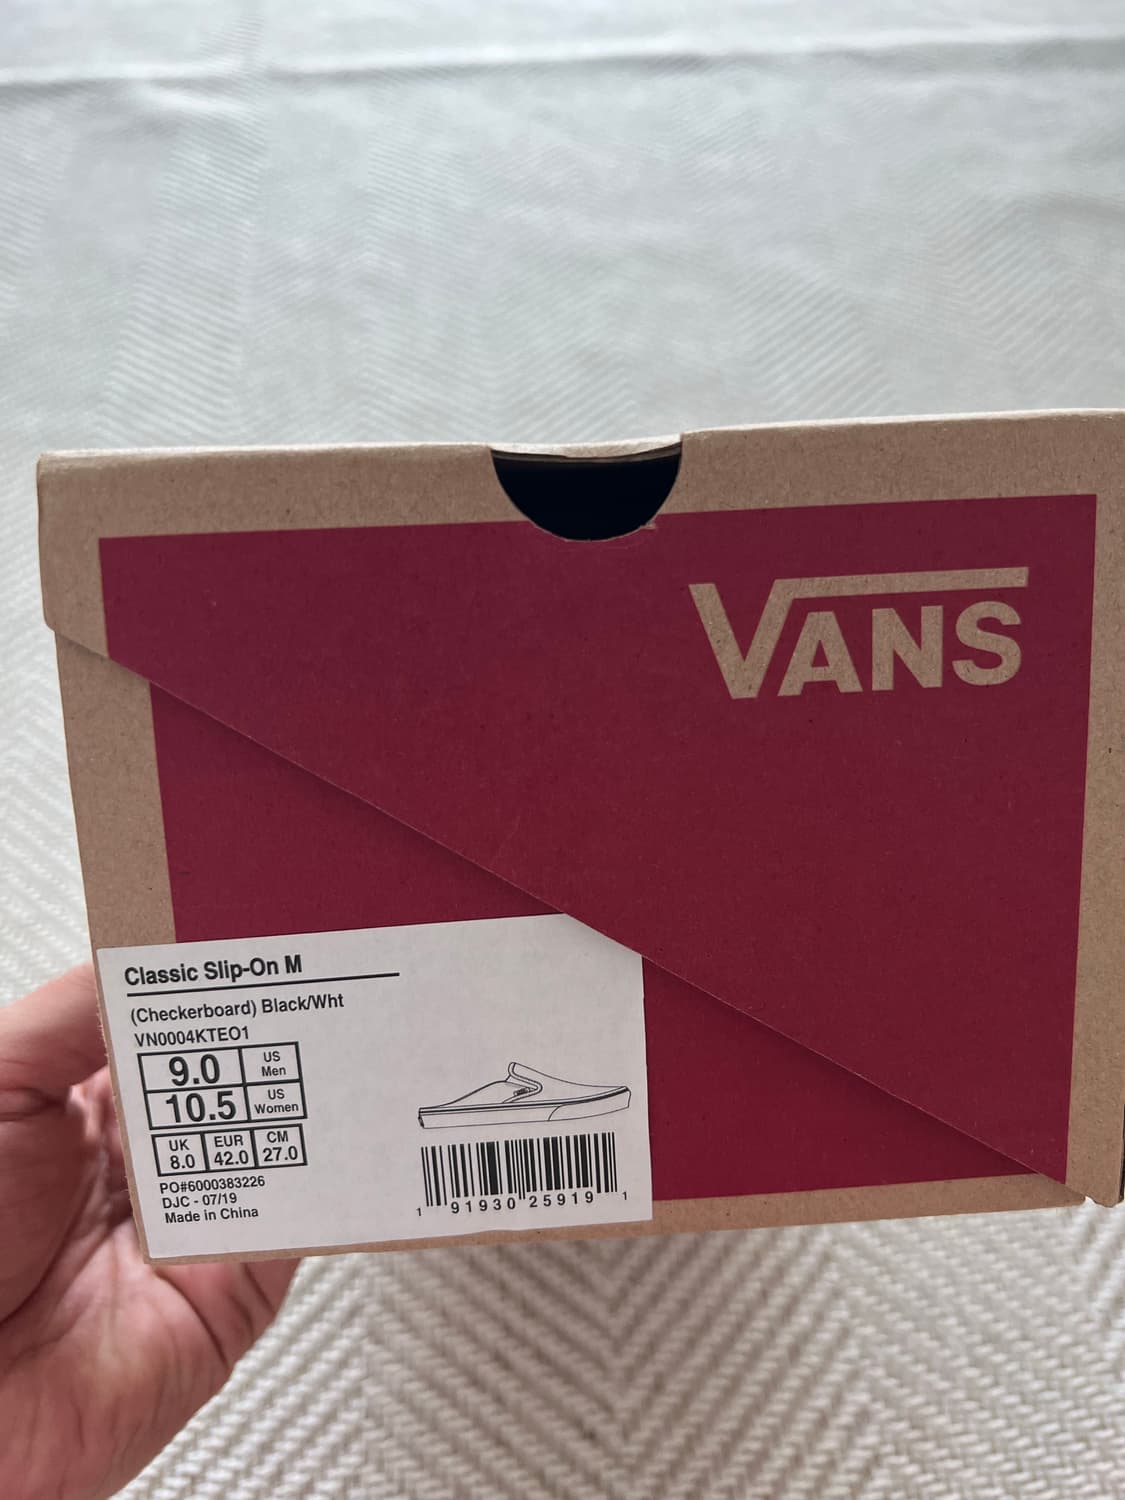 VANS
Classic Slip-On M
(Checkerboard) Black/Wht
VN0004KTEO1
9.0 US Men
10.5 US Women
UK 8.0 EUR 42.0 CM 27.0
PO#6000383226
DJC - 07/19
Made in China
1 91930 25919 1